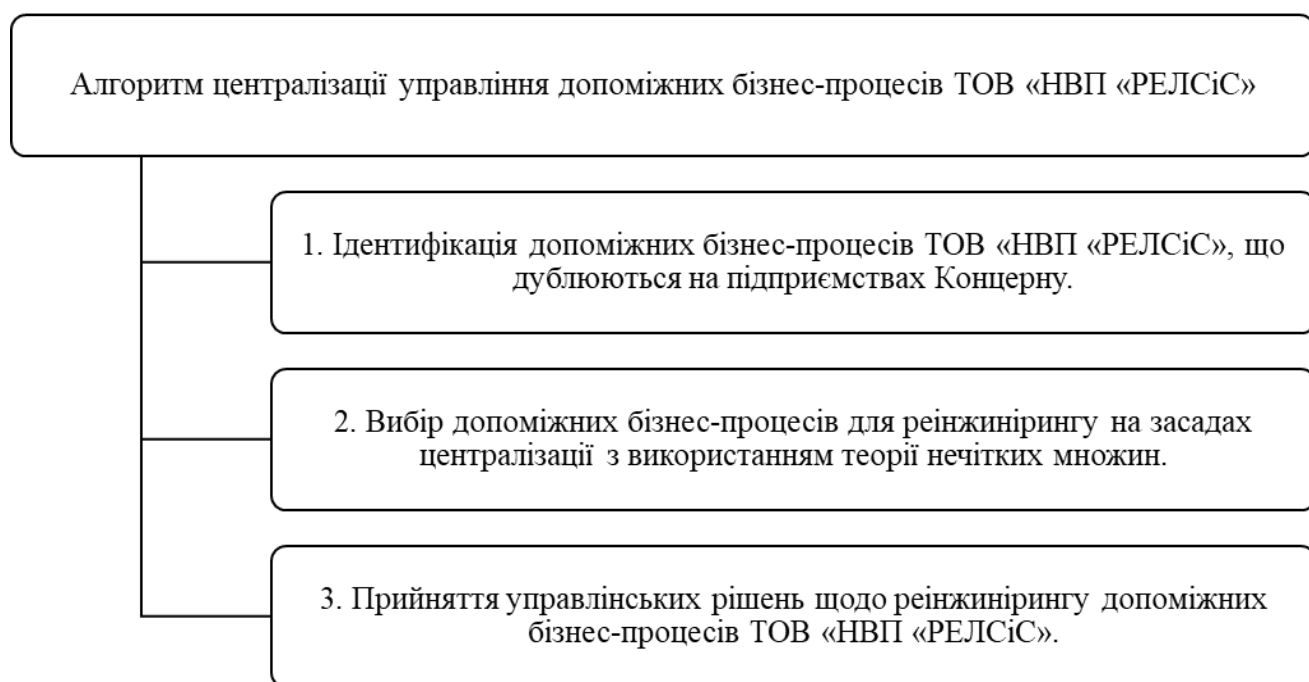 Алгоритм централізації управління допоміжних бізнес-процесів ТОВ «НВП «РЕЛСіС»
1. Ідентифікація допоміжних бізнес-процесів ТОВ «НВП «РЕЛСіС», що
дублюються на підприємствах Концерну.
2. Вибір допоміжних бізнес-процесів для реінжинірингу на засадах
централізації з використанням теорії нечітких множин.
3. Прийняття управлінських рішень щодо реінжинірингу допоміжних
бізнес-процесів ТОВ «НВП «РЕЛСіС».